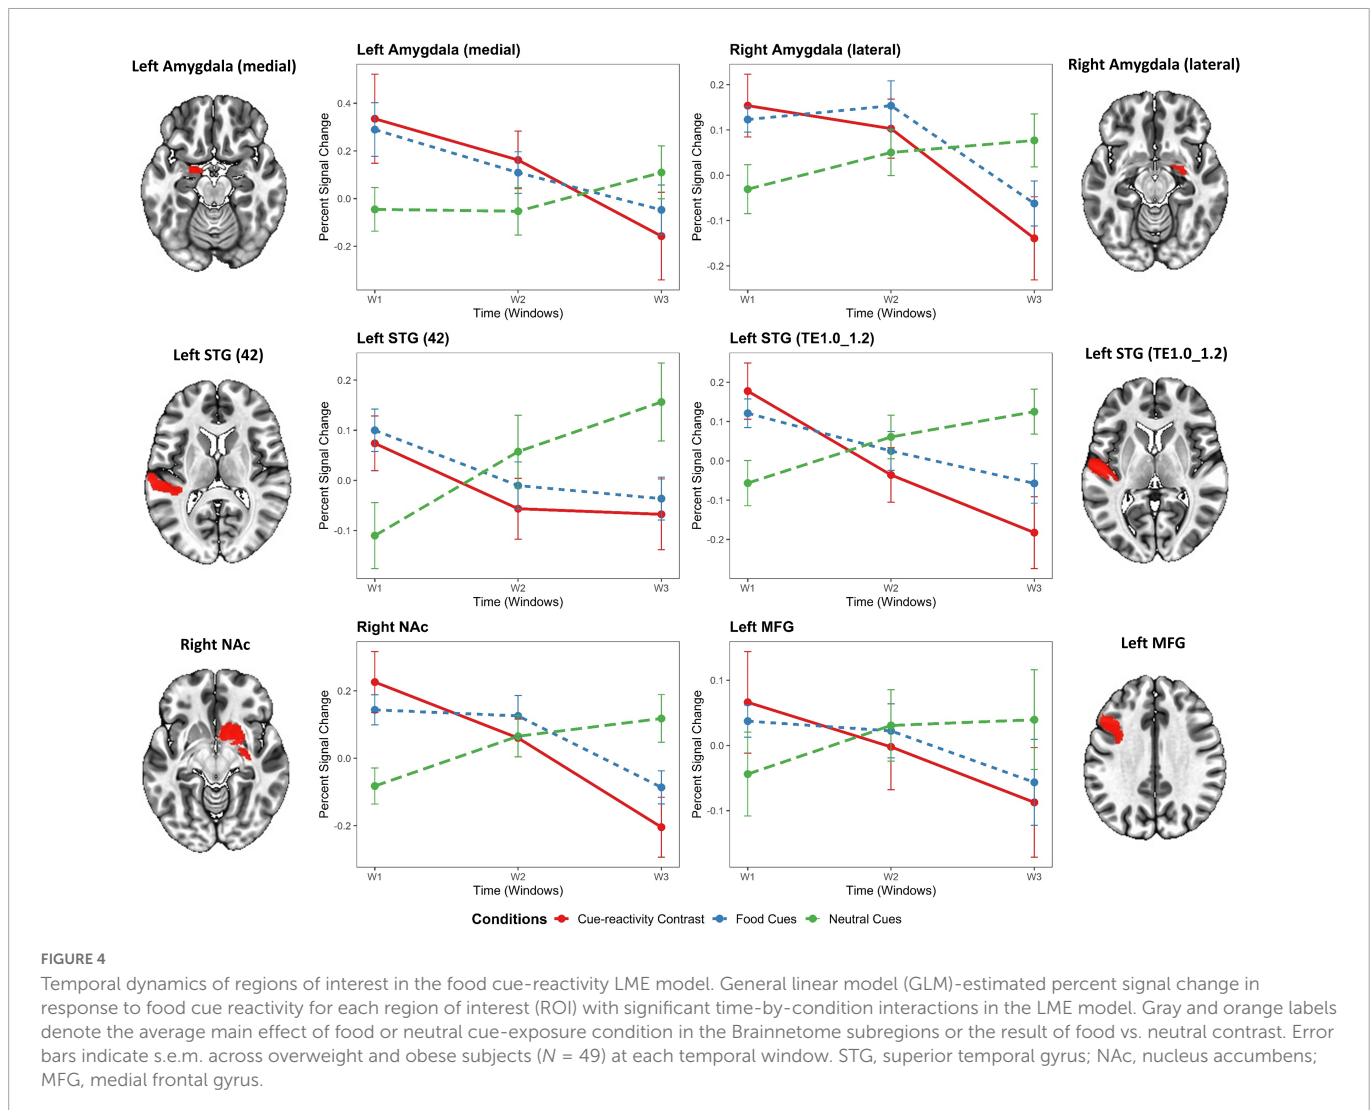 Left Amygdala (medial)
Left Amygdala (medial)
Percent Signal Change
0.4
0.2
0.0
-0.2
W1 W2 W3
Time (Windows)
Right Amygdala (lateral)
Percent Signal Change
0.2
0.1
0.0
-0.1
-0.2
W1 W2 W3
Time (Windows)
Right Amygdala (lateral)
Left STG (42)
Left STG (42)
Percent Signal Change
0.2
0.1
0.0
-0.1
W1 W2 W3
Time (Windows)
Left STG (TE1.0_1.2)
Percent Signal Change
0.2
0.1
0.0
-0.1
-0.2
W1 W2 W3
Time (Windows)
Left STG (TE1.0_1.2)
Right NAc
Right NAc
Percent Signal Change
0.2
0.0
-0.2
W1 W2 W3
Time (Windows)
Left MFG
Percent Signal Change
0.1
0.0
-0.1
W1 W2 W3
Time (Windows)
Left MFG
Conditions Cue-reactivity Contrast Food Cues Neutral Cues
FIGURE 4
Temporal dynamics of regions of interest in the food cue-reactivity LME model. General linear model (GLM)-estimated percent signal change in
response to food cue reactivity for each region of interest (ROI) with significant time-by-condition interactions in the LME model. Gray and orange labels
denote the average main effect of food or neutral cue-exposure condition in the Brainnetome subregions or the result of food vs. neutral contrast. Error
bars indicate s.e.m. across overweight and obese subjects (N = 49) at each temporal window. STG, superior temporal gyrus; NAc, nucleus accumbens;
MFG, medial frontal gyrus.